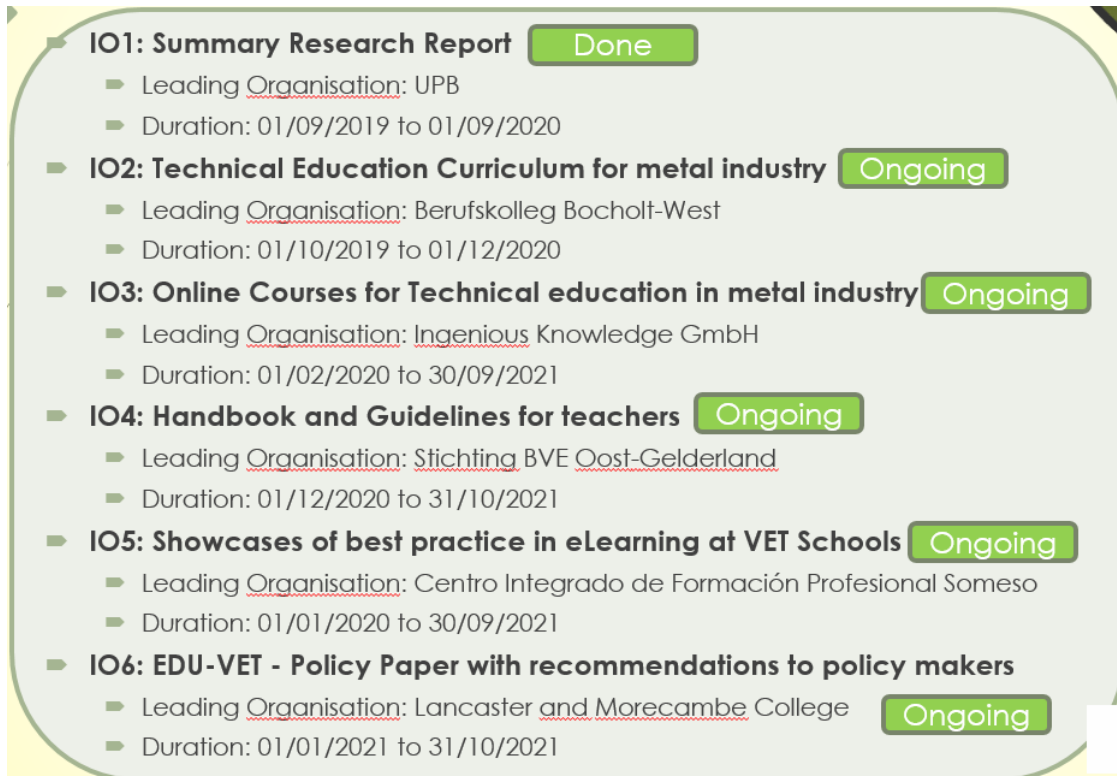 IO1: Summary Research Report Done
Leading Organisation: UPB
Duration: 01/09/2019 to 01/09/2020
IO2: Technical Education Curriculum for metal industry Ongoing
Leading Organisation: Berufskolleg Bocholt-West
Duration: 01/10/2019 to 01/12/2020
IO3: Online Courses for Technical education in metal industry Ongoing
Leading Organisation: Ingenious Knowledge GmbH
Duration: 01/02/2020 to 30/09/2021
IO4: Handbook and Guidelines for teachers Ongoing
Leading Organisation: Stichting BVE Oost-Gelderland
Duration: 01/12/2020 to 31/10/2021
IO5: Showcases of best practice in eLearning at VET Schools Ongoing
Leading Organisation: Centro Integrado de Formación Profesional Someso
Duration: 01/01/2020 to 30/09/2021
IO6: EDU-VET - Policy Paper with recommendations to policy makers
Leading Organisation: Lancaster and Morecambe College Ongoing
Duration: 01/01/2021 to 31/10/2021